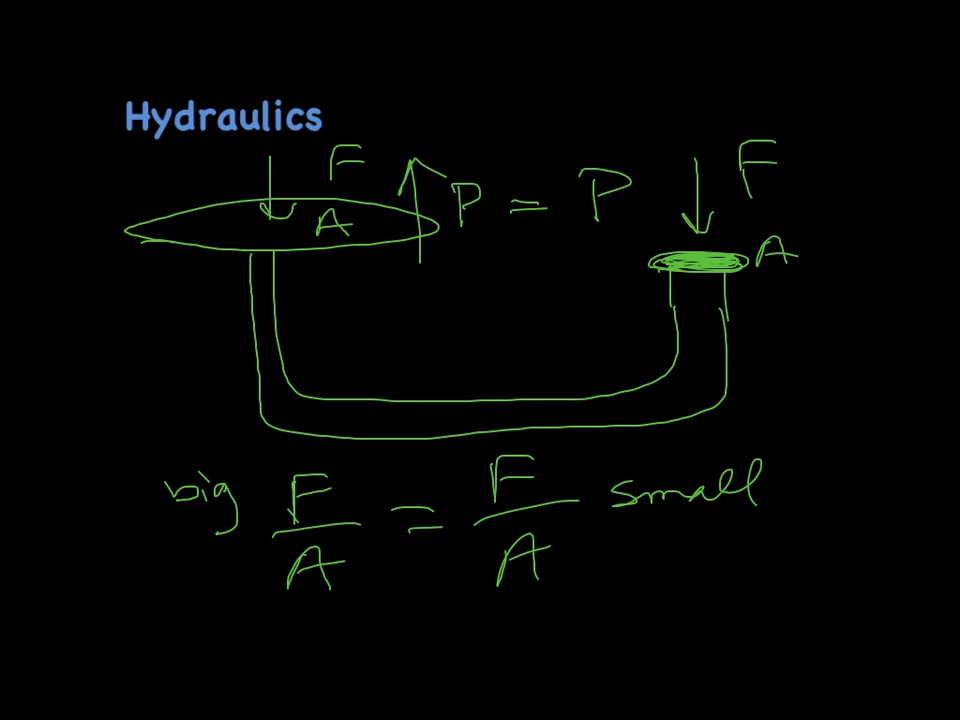 Hydraulics
F F
P = P
A A
big F/A = F/A small